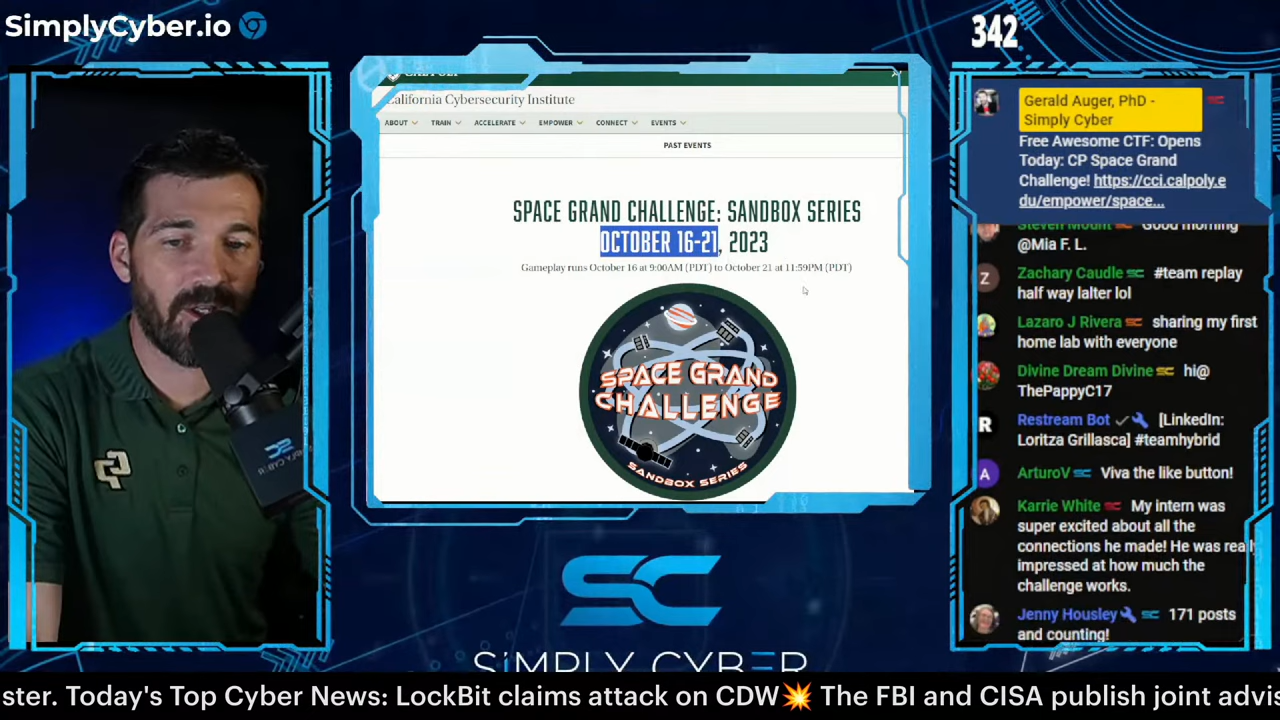 SimplyCyber.io
342
California Cybersecurity Institute
ABOUT TRAIN ACCELERATE EMPOWER CONNECT EVENTS
PAST EVENTS
SPACE GRAND CHALLENGE: SANDBOX SERIES
OCTOBER 16-21, 2023
Gameplay runs October 16 at 9:00AM (PDT) to October 21 at 11:59PM (PDT)
SPACE GRAND
CHALLENGE
SANDBOX SERIES
SC
SIMPLY CYBER
Gerald Auger, PhD -
Simply Cyber
Free Awesome CTF: Opens
Today: CP Space Grand
Challenge! https://cci.calpoly.e
du/empower/space...
Steven Mount Good morning
@Mia F. L.
Z
Zachary Caudle #team replay
half way lalter lol
Lazaro J Rivera sharing my first
home lab with everyone
Divine Dream Divine hi@
ThePappyC17
R
Restream Bot [LinkedIn:
Loritza Grillasca] #teamhybrid
A
ArturoV Viva the like button!
Karrie White My intern was
super excited about all the
connections he made! He was really
impressed at how much the
challenge works.
Jenny Housley 171 posts
and counting!
ster. Today's Top Cyber News: LockBit claims attack on CDW💥 The FBI and CISA publish joint advis